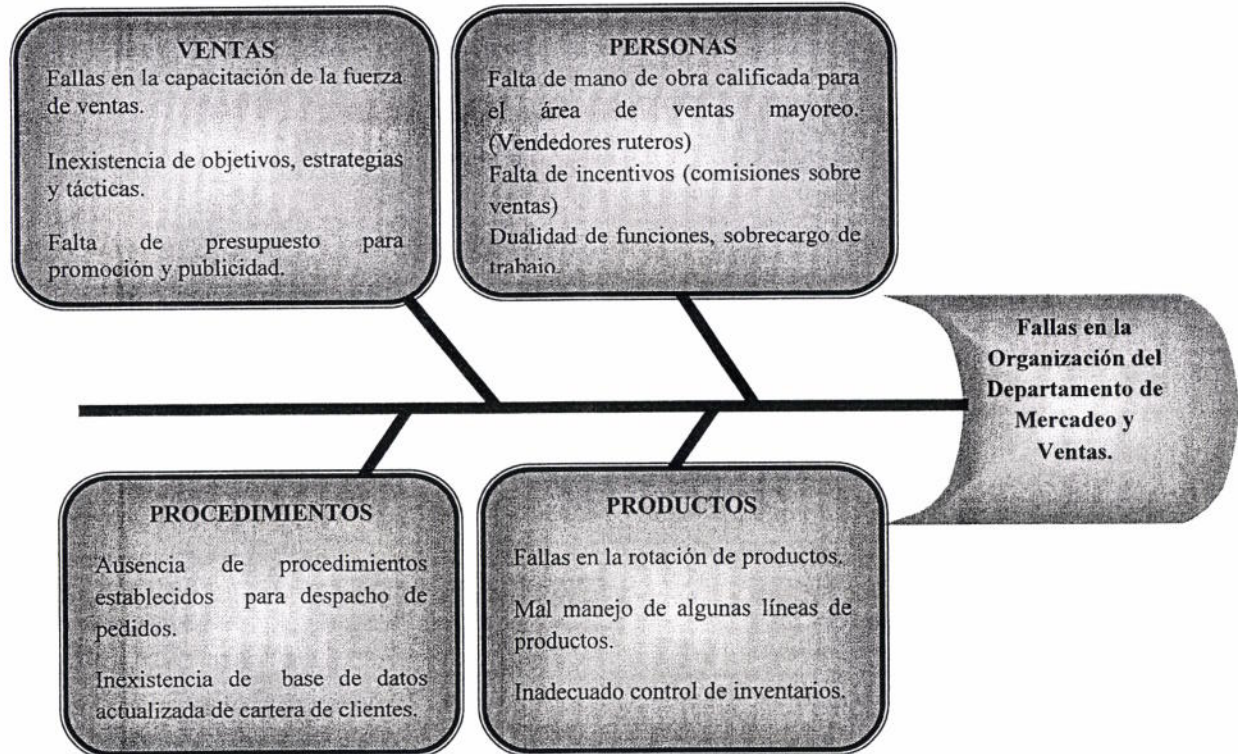 VENTAS
Fallas en la capacitación de la fuerza
de ventas.
Inexistencia de objetivos, estrategias
y tácticas.
Falta de presupuesto para
promoción y publicidad.
PERSONAS
Falta de mano de obra calificada para
el área de ventas mayoreo.
(Vendedores ruteros)
Falta de incentivos (comisiones sobre
ventas)
Dualidad de funciones, sobrecargo de
trabajo.
Fallas en la
Organización del
Departamento de
Mercadeo y
Ventas.
PROCEDIMIENTOS
Ausencia de procedimientos
establecidos para despacho de
pedidos.
Inexistencia de base de datos
actualizada de cartera de clientes.
PRODUCTOS
Fallas en la rotación de productos.
Mal manejo de algunas líneas de
productos.
Inadecuado control de inventarios.